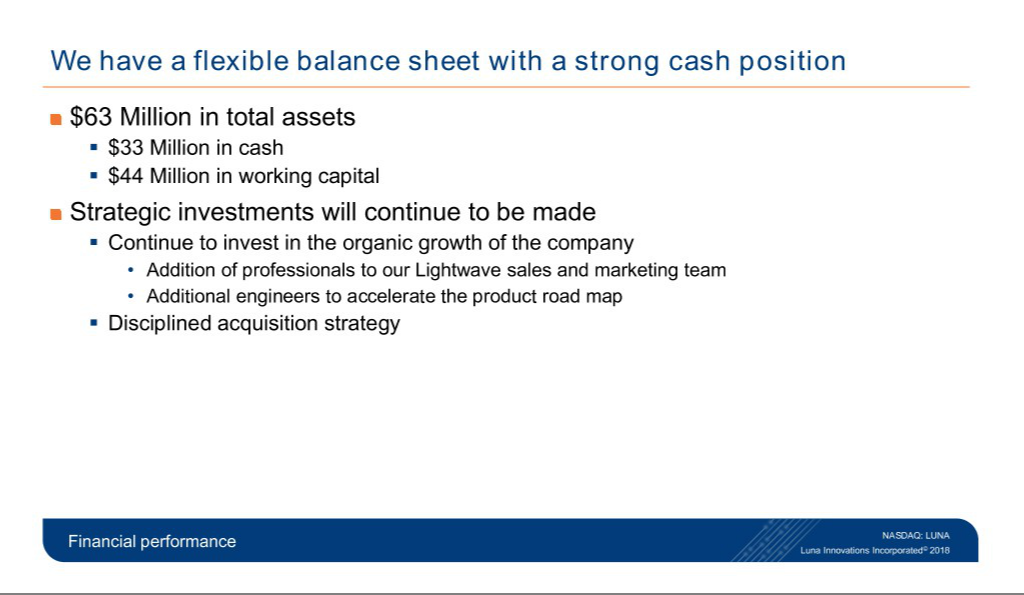 We have a flexible balance sheet with a strong cash position
$63 Million in total assets
$33 Million in cash
$44 Million in working capital
Strategic investments will continue to be made
Continue to invest in the organic growth of the company
Addition of professionals to our Lightwave sales and marketing team
Additional engineers to accelerate the product road map
Disciplined acquisition strategy
Financial performance
NASDAQ: LUNA
Luna Innovations Incorporated© 2018